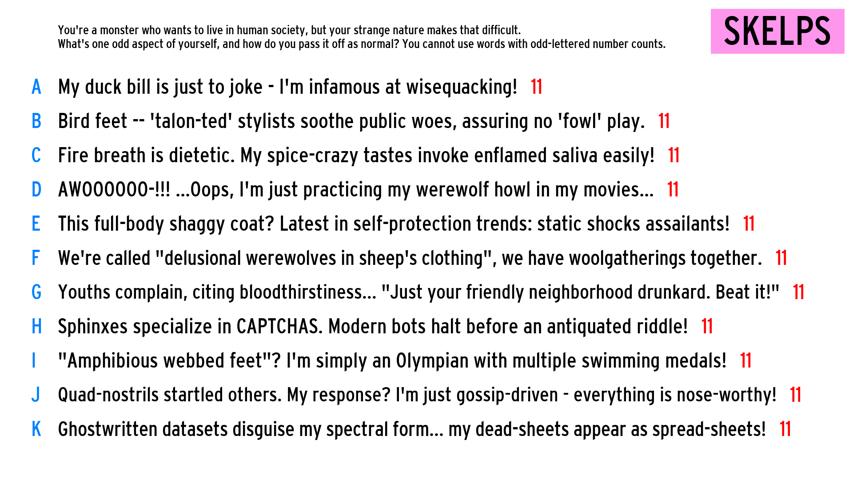 You're a monster who wants to live in human society, but your strange nature makes that difficult.
What's one odd aspect of yourself, and how do you pass it off as normal? You cannot use words with odd-lettered number counts.
SKELPS
A My duck bill is just to joke - I'm infamous at wisequacking! 11
B Bird feet -- 'talon-ted' stylists soothe public woes, assuring no 'fowl' play. 11
C Fire breath is dietetic. My spice-crazy tastes invoke enflamed saliva easily! 11
D AWOOOOOO-!!! ...Oops, I'm just practicing my werewolf howl in my movies... 11
E This full-body shaggy coat? Latest in self-protection trends: static shocks assailants! 11
F We're called "delusional werewolves in sheep's clothing", we have woolgatherings together. 11
G Youths complain, citing bloodthirstiness... "Just your friendly neighborhood drunkard. Beat it!" 11
H Sphinxes specialize in CAPTCHAS. Modern bots halt before an antiquated riddle! 11
I "Amphibious webbed feet"? I'm simply an Olympian with multiple swimming medals! 11
J Quad-nostrils startled others. My response? I'm just gossip-driven - everything is nose-worthy! 11
K Ghostwritten datasets disguise my spectral form... my dead-sheets appear as spread-sheets! 11